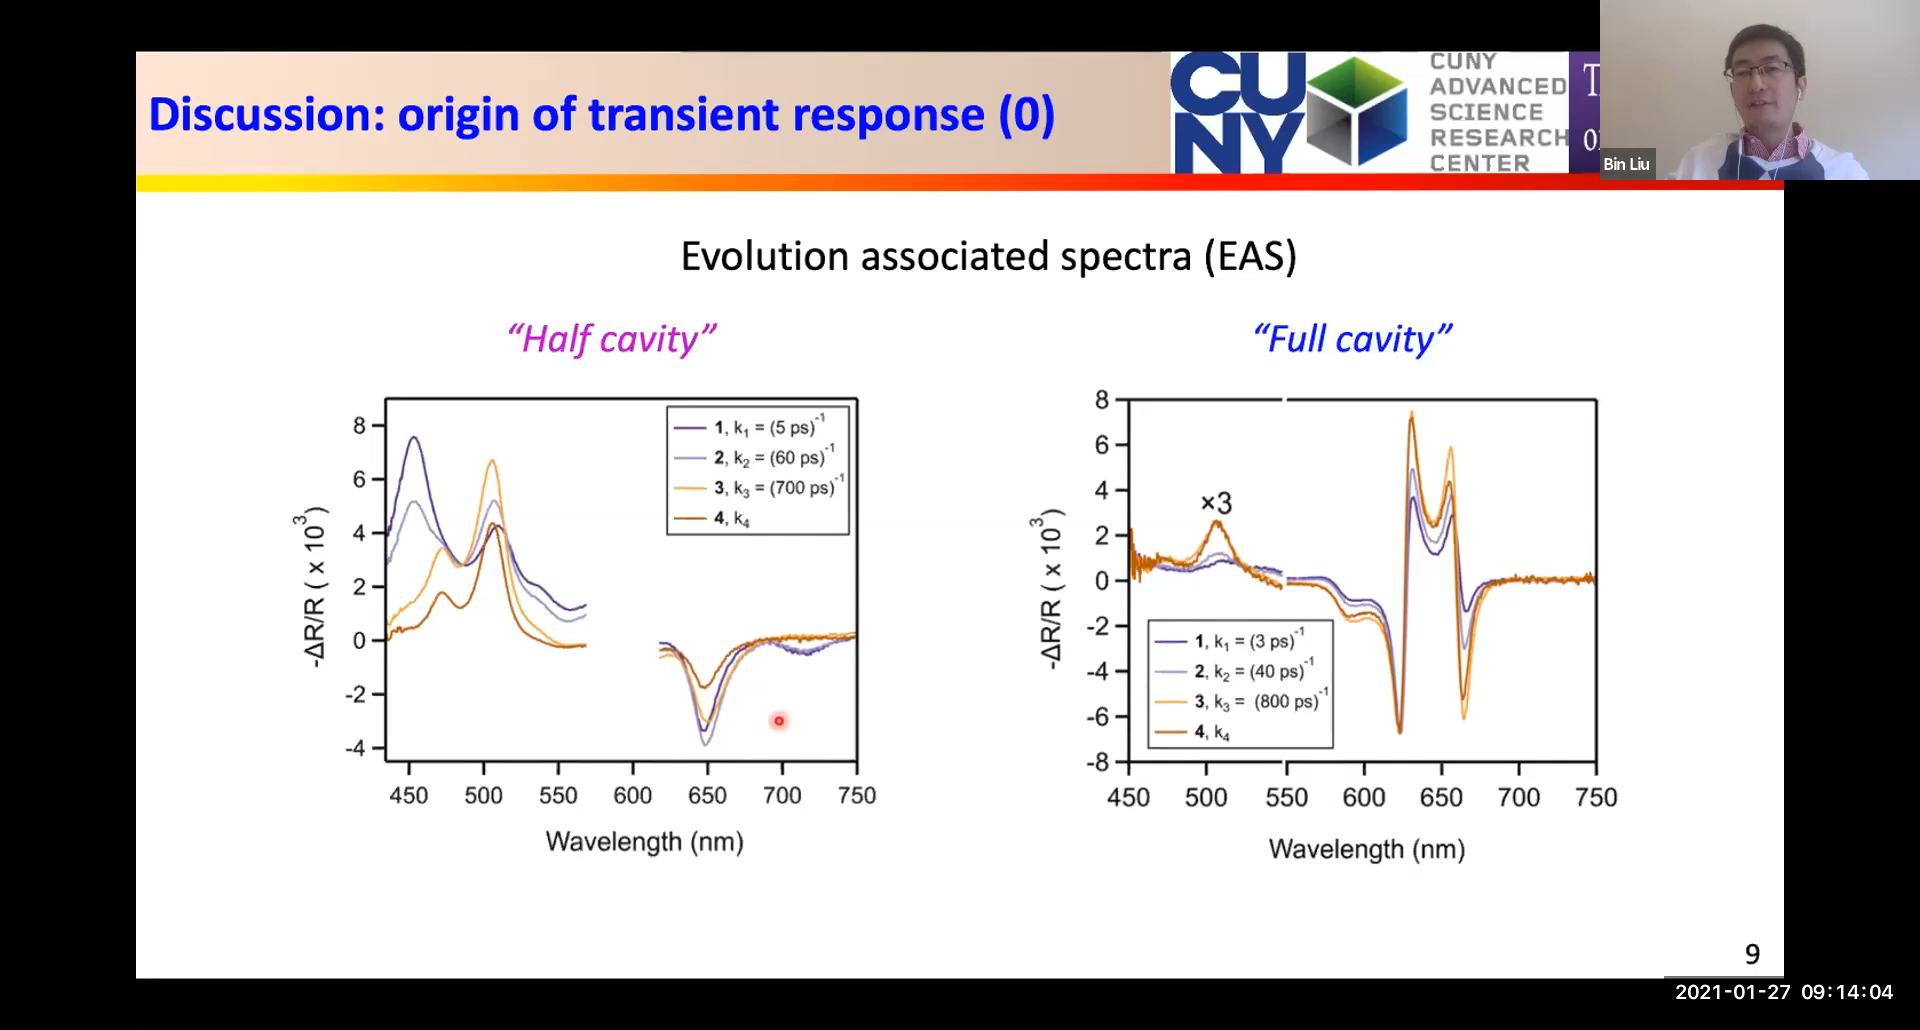 Discussion: origin of transient response (0)
CU
NY
CUNY
ADVANCED
SCIENCE
RESEARCH
CENTER
Bin Liu
Evolution associated spectra (EAS)
“Half cavity”
“Full cavity”
-ΔR/R ( x 10³)
8
6
4
2
0
-2
-4
1, k₁ = (5 ps)⁻¹
2, k₂ = (60 ps)⁻¹
3, k₃ = (700 ps)⁻¹
4, k₄
450 500 550 600 650 700 750
Wavelength (nm)
-ΔR/R ( x 10³)
8
6
4
2
0
-2
-4
-6
-8
×3
1, k₁ = (3 ps)⁻¹
2, k₂ = (40 ps)⁻¹
3, k₃ = (800 ps)⁻¹
4, k₄
450 500 550 600 650 700 750
Wavelength (nm)
9
2021-01-27 09:14:04